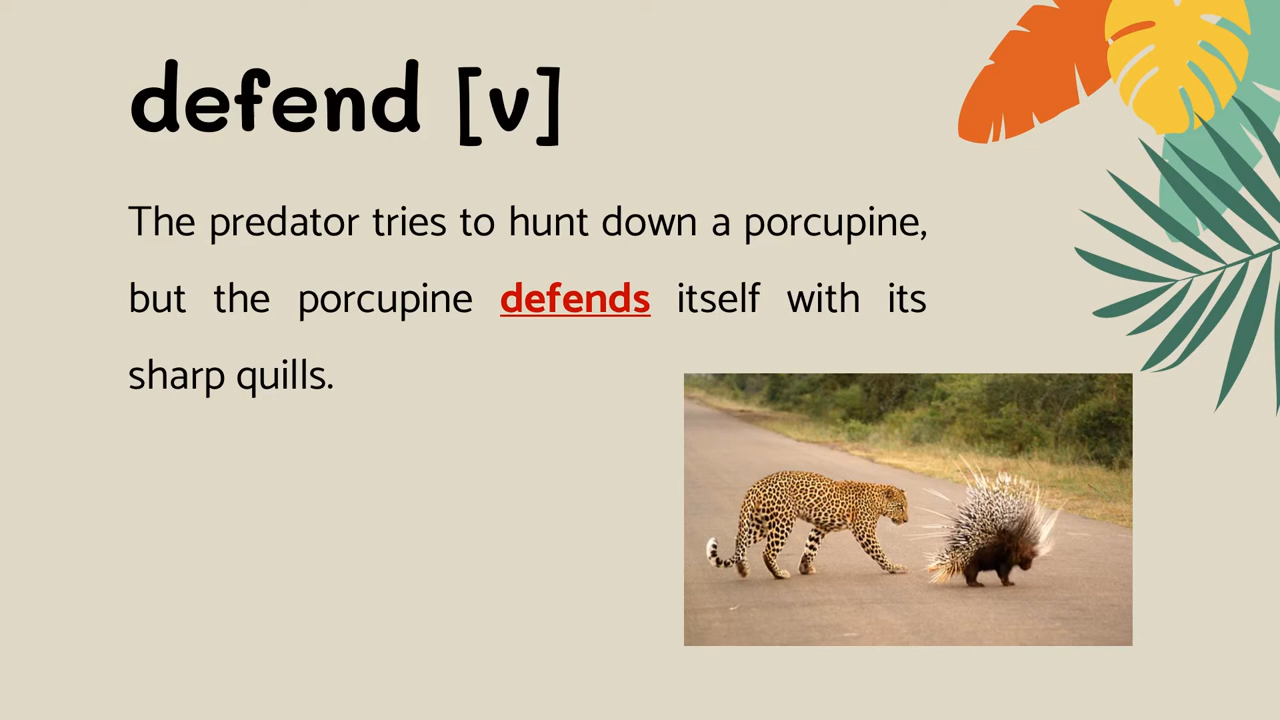 defend [v]
The predator tries to hunt down a porcupine,
but the porcupine defends itself with its
sharp quills.